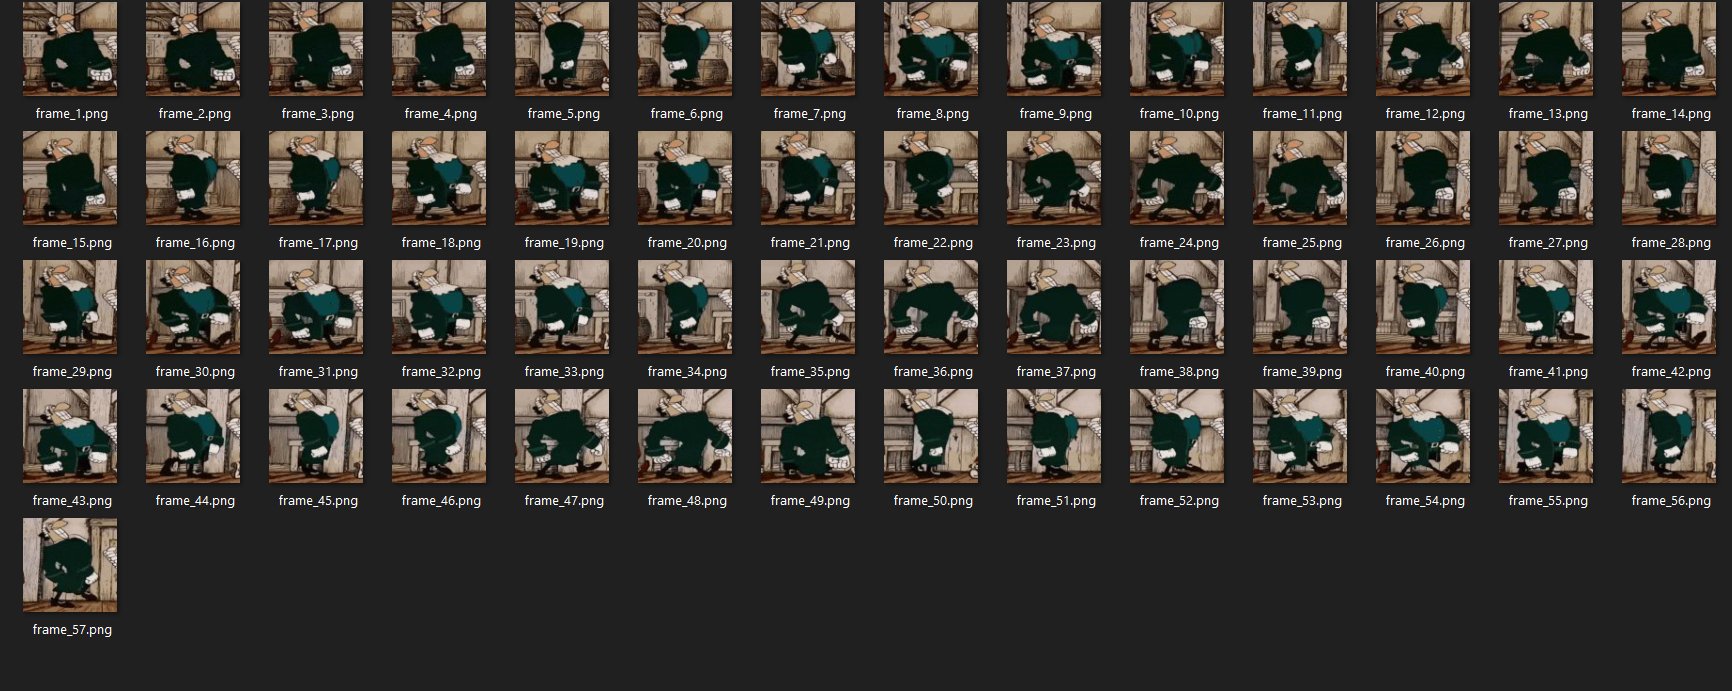 frame_1.png frame_2.png frame_3.png frame_4.png frame_5.png frame_6.png frame_7.png frame_8.png frame_9.png frame_10.png frame_11.png frame_12.png frame_13.png frame_14.png
frame_15.png frame_16.png frame_17.png frame_18.png frame_19.png frame_20.png frame_21.png frame_22.png frame_23.png frame_24.png frame_25.png frame_26.png frame_27.png frame_28.png
frame_29.png frame_30.png frame_31.png frame_32.png frame_33.png frame_34.png frame_35.png frame_36.png frame_37.png frame_38.png frame_39.png frame_40.png frame_41.png frame_42.png
frame_43.png frame_44.png frame_45.png frame_46.png frame_47.png frame_48.png frame_49.png frame_50.png frame_51.png frame_52.png frame_53.png frame_54.png frame_55.png frame_56.png
frame_57.png